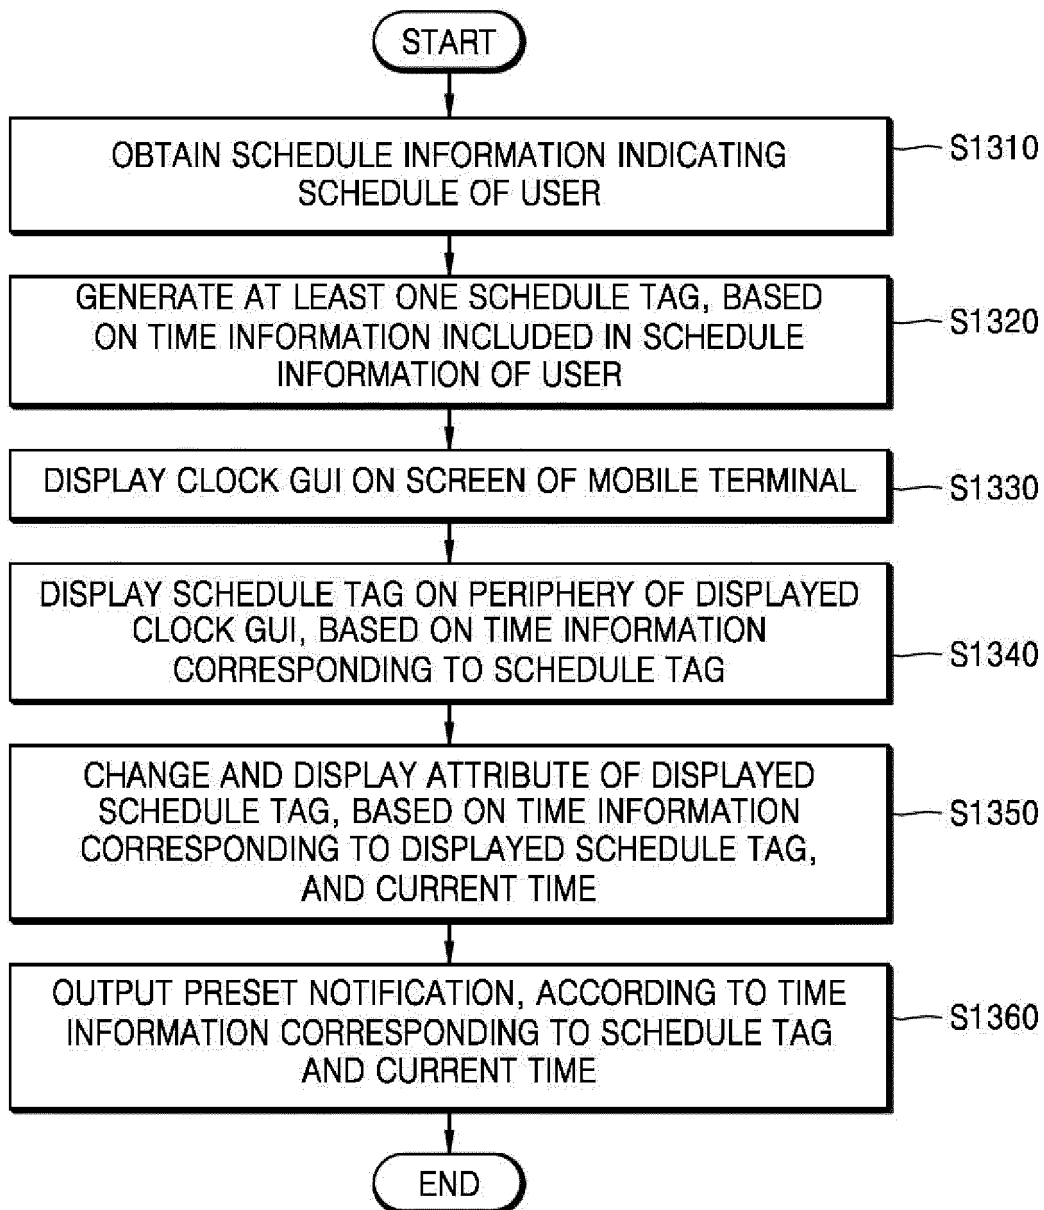 START
OBTAIN SCHEDULE INFORMATION INDICATING
SCHEDULE OF USER
S1310
GENERATE AT LEAST ONE SCHEDULE TAG, BASED
ON TIME INFORMATION INCLUDED IN SCHEDULE
INFORMATION OF USER
S1320
DISPLAY CLOCK GUI ON SCREEN OF MOBILE TERMINAL
S1330
DISPLAY SCHEDULE TAG ON PERIPHERY OF DISPLAYED
CLOCK GUI, BASED ON TIME INFORMATION
CORRESPONDING TO SCHEDULE TAG
S1340
CHANGE AND DISPLAY ATTRIBUTE OF DISPLAYED
SCHEDULE TAG, BASED ON TIME INFORMATION
CORRESPONDING TO DISPLAYED SCHEDULE TAG,
AND CURRENT TIME
S1350
OUTPUT PRESET NOTIFICATION, ACCORDING TO TIME
INFORMATION CORRESPONDING TO SCHEDULE TAG
AND CURRENT TIME
S1360
END